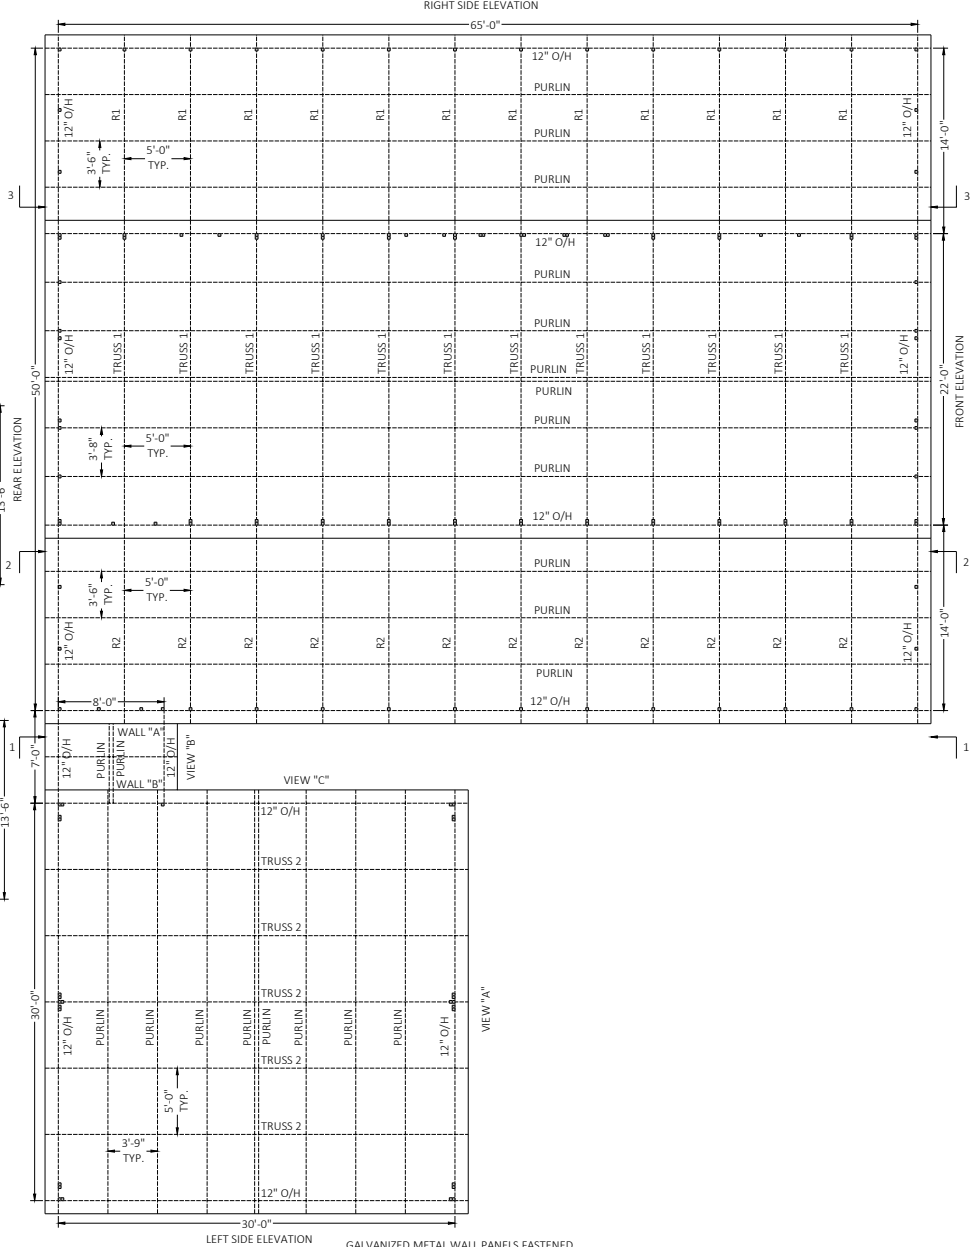 RIGHT SIDE ELEVATION
65'-0"
12" O/H
PURLIN
12" O/H
R1
R1
R1
R1
R1
R1
R1
R1
R1
R1
R1
R1
12" O/H
14'-0"
PURLIN
3'-6"
TYP.
5'-0"
TYP.
PURLIN
3
3
12" O/H
PURLIN
PURLIN
50'-0"
12" O/H
TRUSS 1
TRUSS 1
TRUSS 1
TRUSS 1
TRUSS 1
TRUSS 1
TRUSS 1
TRUSS 1
TRUSS 1
TRUSS 1
TRUSS 1
TRUSS 1
12" O/H
22'-0"
FRONT ELEVATION
PURLIN
PURLIN
PURLIN
REAR ELEVATION
3'-8"
TYP.
5'-0"
TYP.
PURLIN
13'-6"
12" O/H
2
2
PURLIN
3'-6"
TYP.
5'-0"
TYP.
PURLIN
12" O/H
R2
R2
R2
R2
R2
R2
R2
R2
R2
R2
R2
R2
12" O/H
14'-0"
PURLIN
8'-0"
12" O/H
WALL "A"
1
1
7'-0"
12" O/H
PURLIN
PURLIN
12" O/H
VIEW "B"
WALL "B"
VIEW "C"
13'-6"
12" O/H
TRUSS 2
TRUSS 2
TRUSS 2
30'-0"
12" O/H
PURLIN
PURLIN
PURLIN
PURLIN
PURLIN
PURLIN
PURLIN
PURLIN
12" O/H
VIEW "A"
TRUSS 2
5'-0"
TYP.
TRUSS 2
3'-9"
TYP.
12" O/H
30'-0"
LEFT SIDE ELEVATION
GALVANIZED METAL WALL PANELS FASTENED